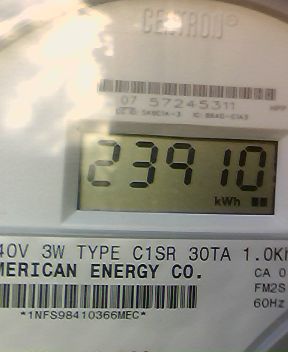 CENTRON®
07 57245311
23910
kWh
40V 3W TYPE C1SR 30TA 1.0Kh
MERICAN ENERGY CO.
CA 0
FM2S
60Hz
*1NFS98410366MEC*